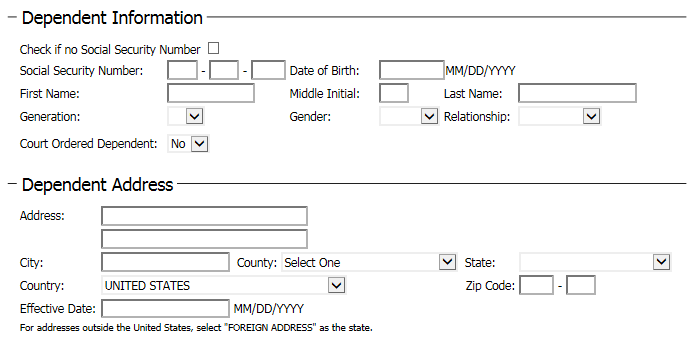 Dependent Information
Check if no Social Security Number
Social Security Number: - - Date of Birth: MM/DD/YYYY
First Name: Middle Initial: Last Name:
Generation: Gender: Relationship:
Court Ordered Dependent: No
Dependent Address
Address:
City: County: Select One State:
Country: UNITED STATES Zip Code: -
Effective Date: MM/DD/YYYY
For addresses outside the United States, select "FOREIGN ADDRESS" as the state.